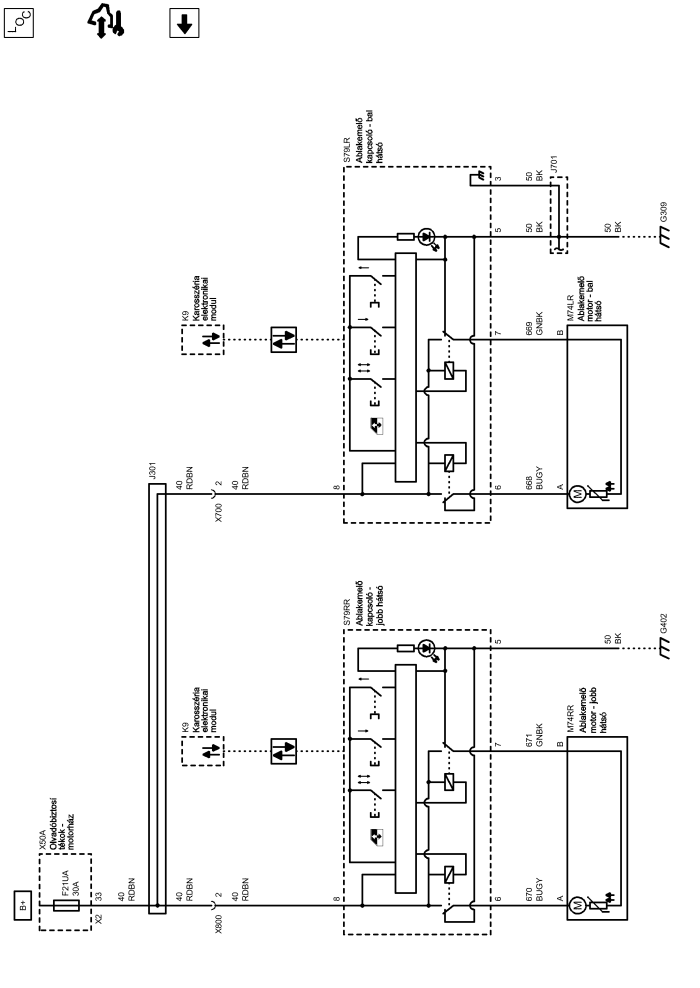 LOC
B+
X50A
Olvadóbiztosí
tékok -
motorház
F21UA
30A
X2
33
40
RDBN
J301
40
RDBN
X800
2
40
RDBN
K9
Karosszéria
elektronikai
modul
8
S79RR
Ablakemelő
kapcsoló -
jobb hátsó
6
7
5
670
BUGY
671
GNBK
50
BK
G402
A
B
M74RR
Ablakemelő
motor - jobb
hátsó
M
40
RDBN
X700
2
40
RDBN
K9
Karosszéria
elektronikai
modul
8
S79LR
Ablakemelő
kapcsoló - bal
hátsó
6
7
5
3
668
BUGY
669
GNBK
50
BK
50
BK
J701
50
BK
G309
A
B
M74LR
Ablakemelő
motor - bal
hátsó
M